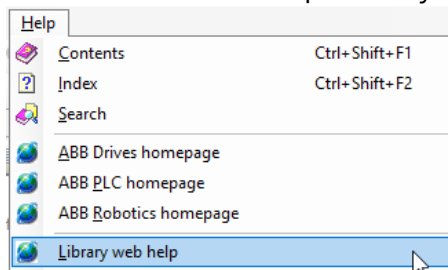 Help
Contents Ctrl+Shift+F1
Index Ctrl+Shift+F2
Search
ABB Drives homepage
ABB PLC homepage
ABB Robotics homepage
Library web help